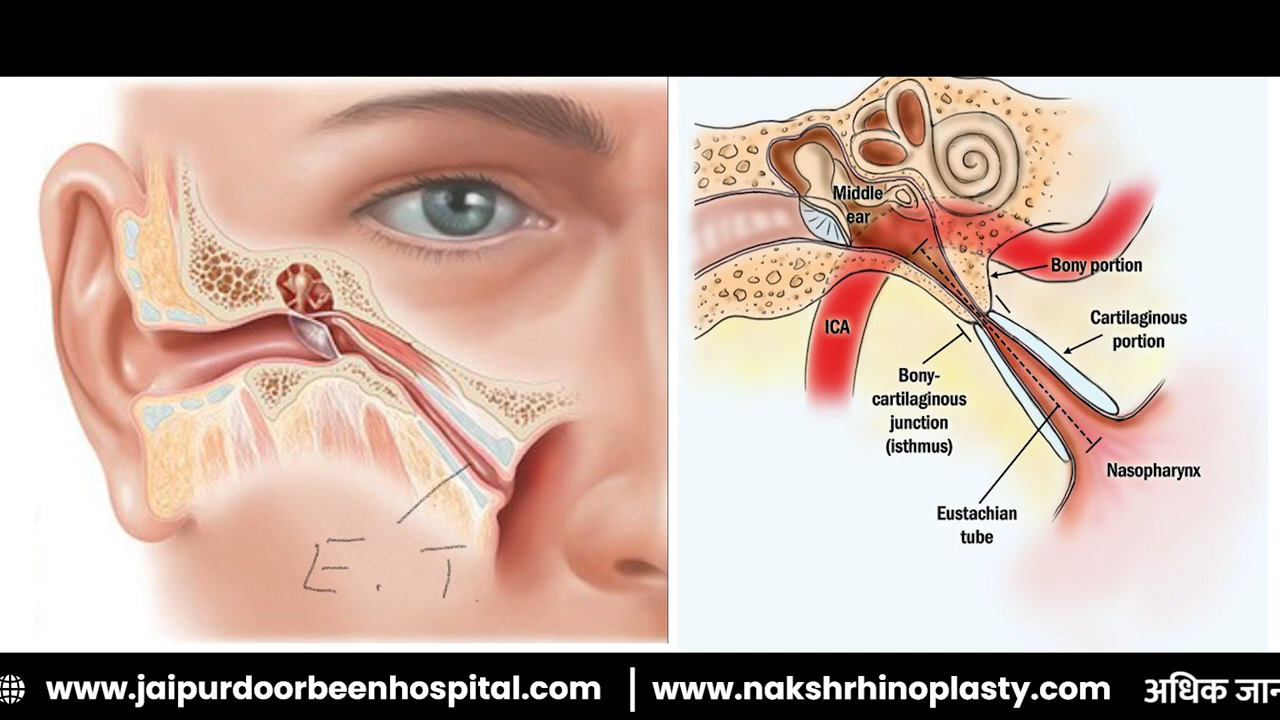 E. T.
Middle
ear
Bony portion
ICA
Cartilaginous
portion
Bony-
cartilaginous
junction
(isthmus)
Nasopharynx
Eustachian
tube
www.jaipurdoorbeenhospital.com | www.nakshrhinoplasty.com अधिक